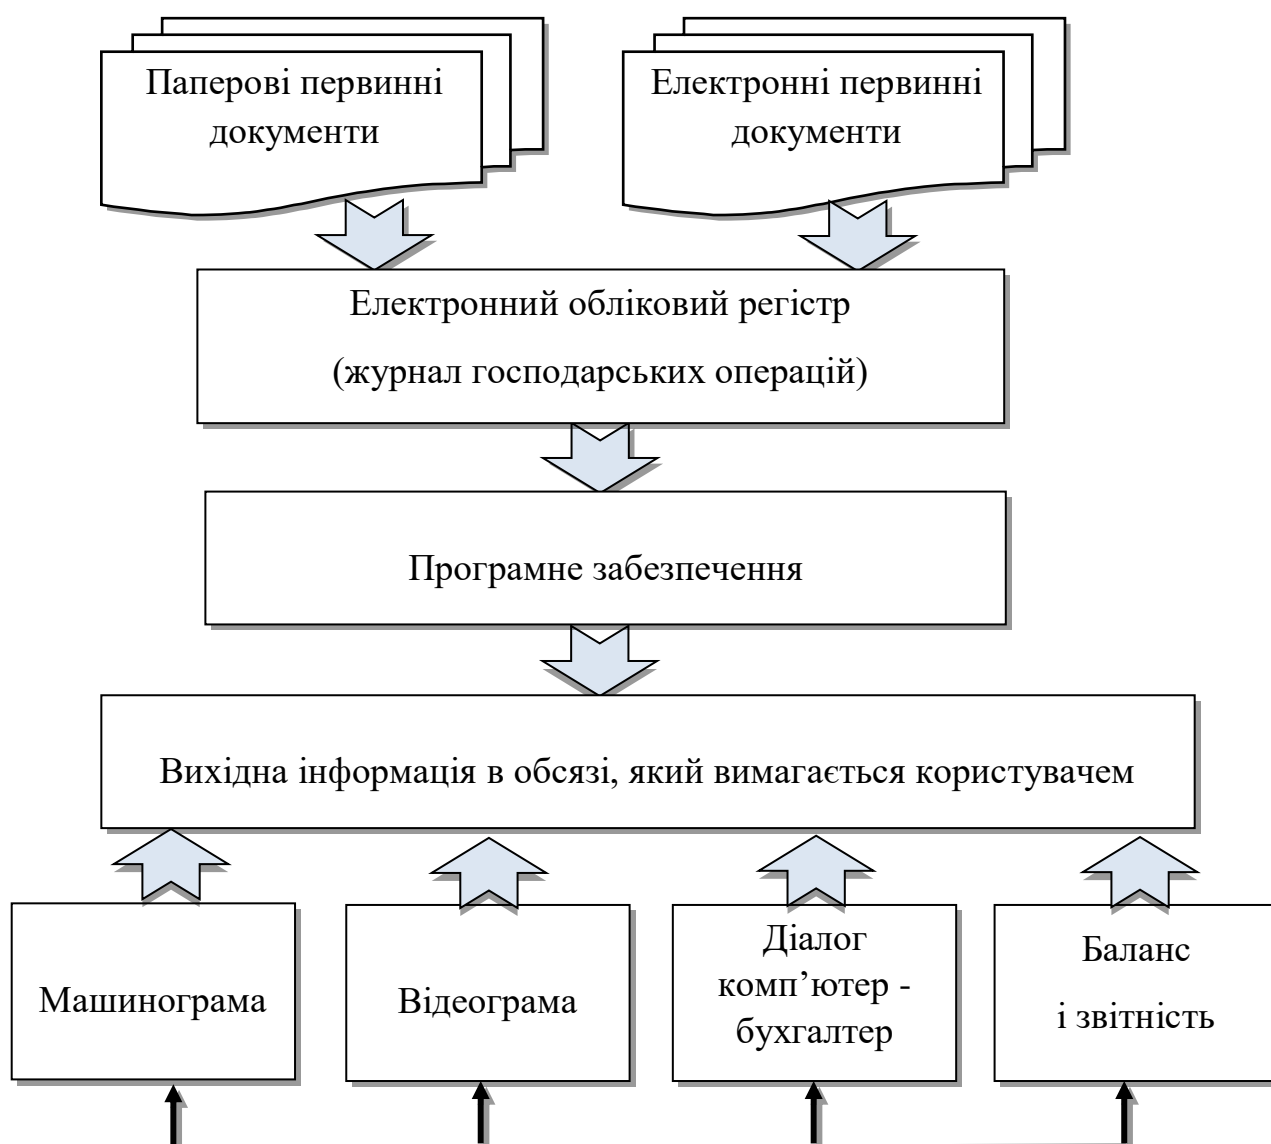 Паперові первинні
документи
Електронні первинні
документи
Електронний обліковий регістр
(журнал господарських операцій)
Програмне забезпечення
Вихідна інформація в обсязі, який вимагається користувачем
Машинограма
Відеограма
Діалог
комп’ютер -
бухгалтер
Баланс
і звітність